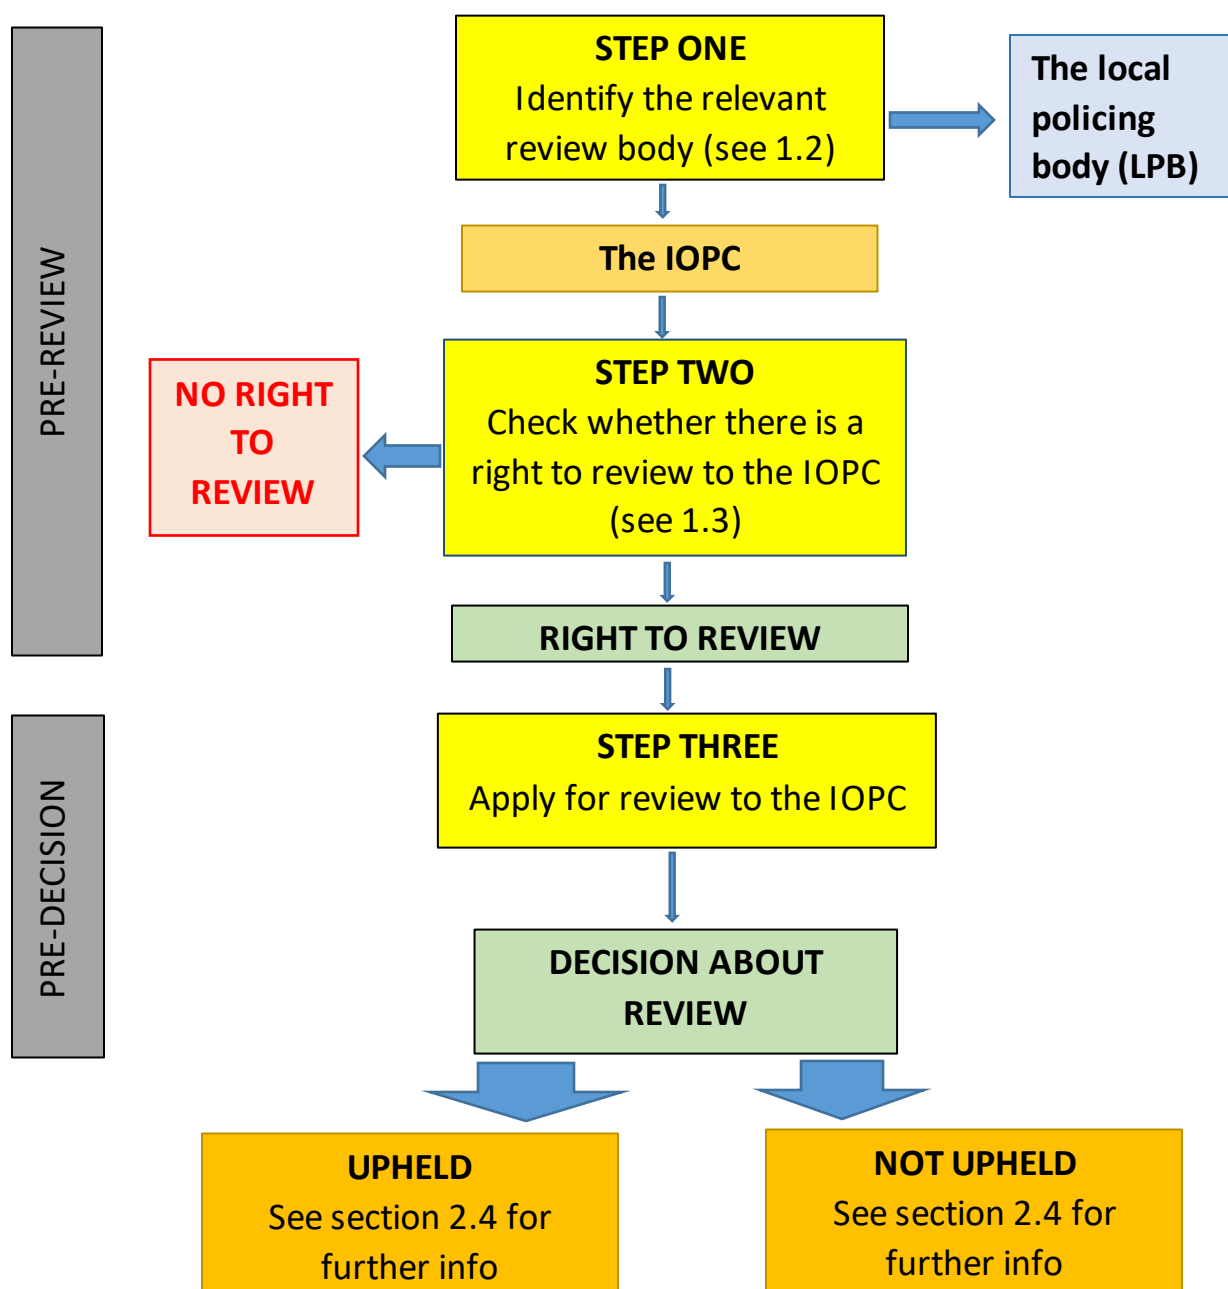 PRE-REVIEW
STEP ONE
Identify the relevant
review body (see 1.2)
The local
policing
body (LPB)
The IOPC
STEP TWO
Check whether there is a
right to review to the IOPC
(see 1.3)
NO RIGHT
TO
REVIEW
RIGHT TO REVIEW
PRE-DECISION
STEP THREE
Apply for review to the IOPC
DECISION ABOUT
REVIEW
UPHELD
See section 2.4 for
further info
NOT UPHELD
See section 2.4 for
further info